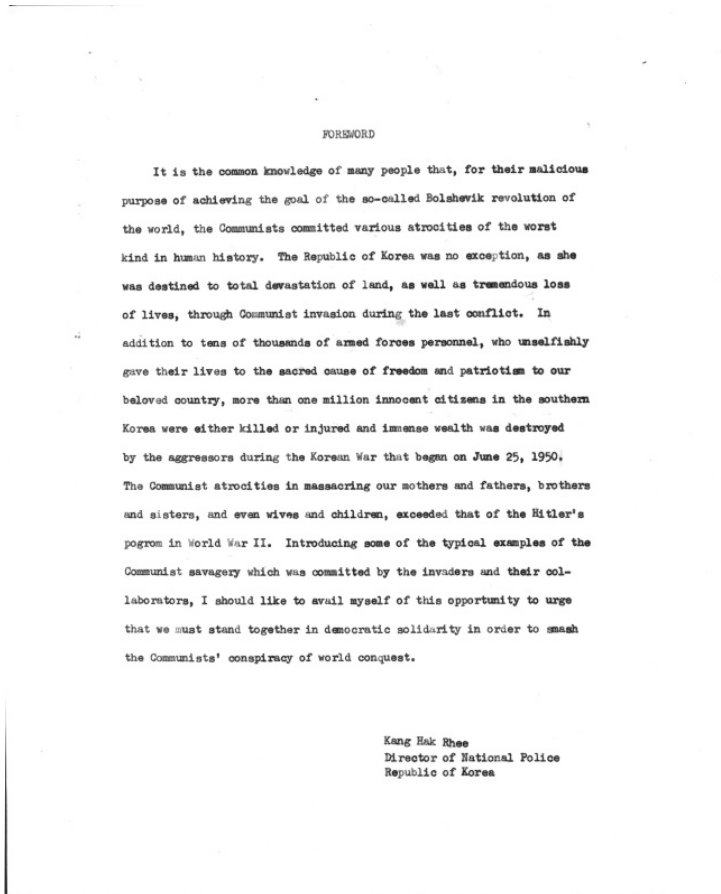 FOREWORD
It is the common knowledge of many people that, for their malicious
purpose of achieving the goal of the so-called Bolshevik revolution of
the world, the Communists committed various atrocities of the worst
kind in human history. The Republic of Korea was no exception, as she
was destined to total devastation of land, as well as tremendous loss
of lives, through Communist invasion during the last conflict. In
addition to tens of thousands of armed forces personnel, who unselfishly
gave their lives to the sacred cause of freedom and patriotism to our
beloved country, more than one million innocent citizens in the southern
Korea were either killed or injured and immense wealth was destroyed
by the aggressors during the Korean War that began on June 25, 1950.
The Communist atrocities in massacring our mothers and fathers, brothers
and sisters, and even wives and children, exceeded that of the Hitler's
pogrom in World War II. Introducing some of the typical examples of the
Communist savagery which was committed by the invaders and their col-
laborators, I should like to avail myself of this opportunity to urge
that we must stand together in democratic solidarity in order to smash
the Communists' conspiracy of world conquest.
Kang Hak Rhee
Director of National Police
Republic of Korea